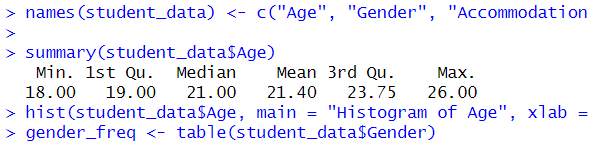 > names(student_data) <- c("Age", "Gender", "Accommodation
>
> summary(student_data$Age)
Min. 1st Qu. Median Mean 3rd Qu. Max.
18.00 19.00 21.00 21.40 23.75 26.00
> hist(student_data$Age, main = "Histogram of Age", xlab =
> gender_freq <- table(student_data$Gender)